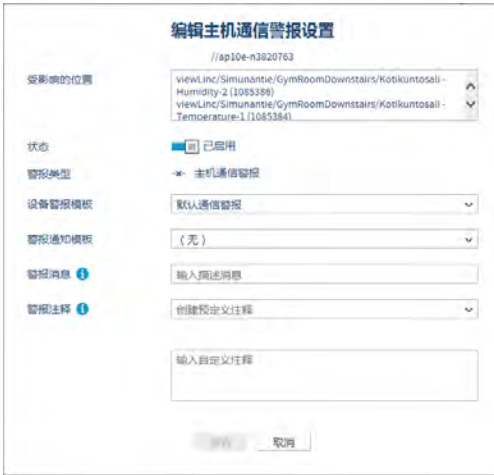 编辑主机通信警报设置
//ap10e-n3820763
受影响的位置
viewLinc/Simunantie/GymRoomDownstairs/Kotikuntosali -
Humidity-2 (1085386)
viewLinc/Simunantie/GymRoomDownstairs/Kotikuntosali -
Temperature-1 (1085384)
状态 已启用
警报类型 主机通信警报
设备警报模板 默认通信警报
警报通知模板 （无）
警报消息 输入描述消息
警报注释 创建预定义注释
输入自定义注释
取消